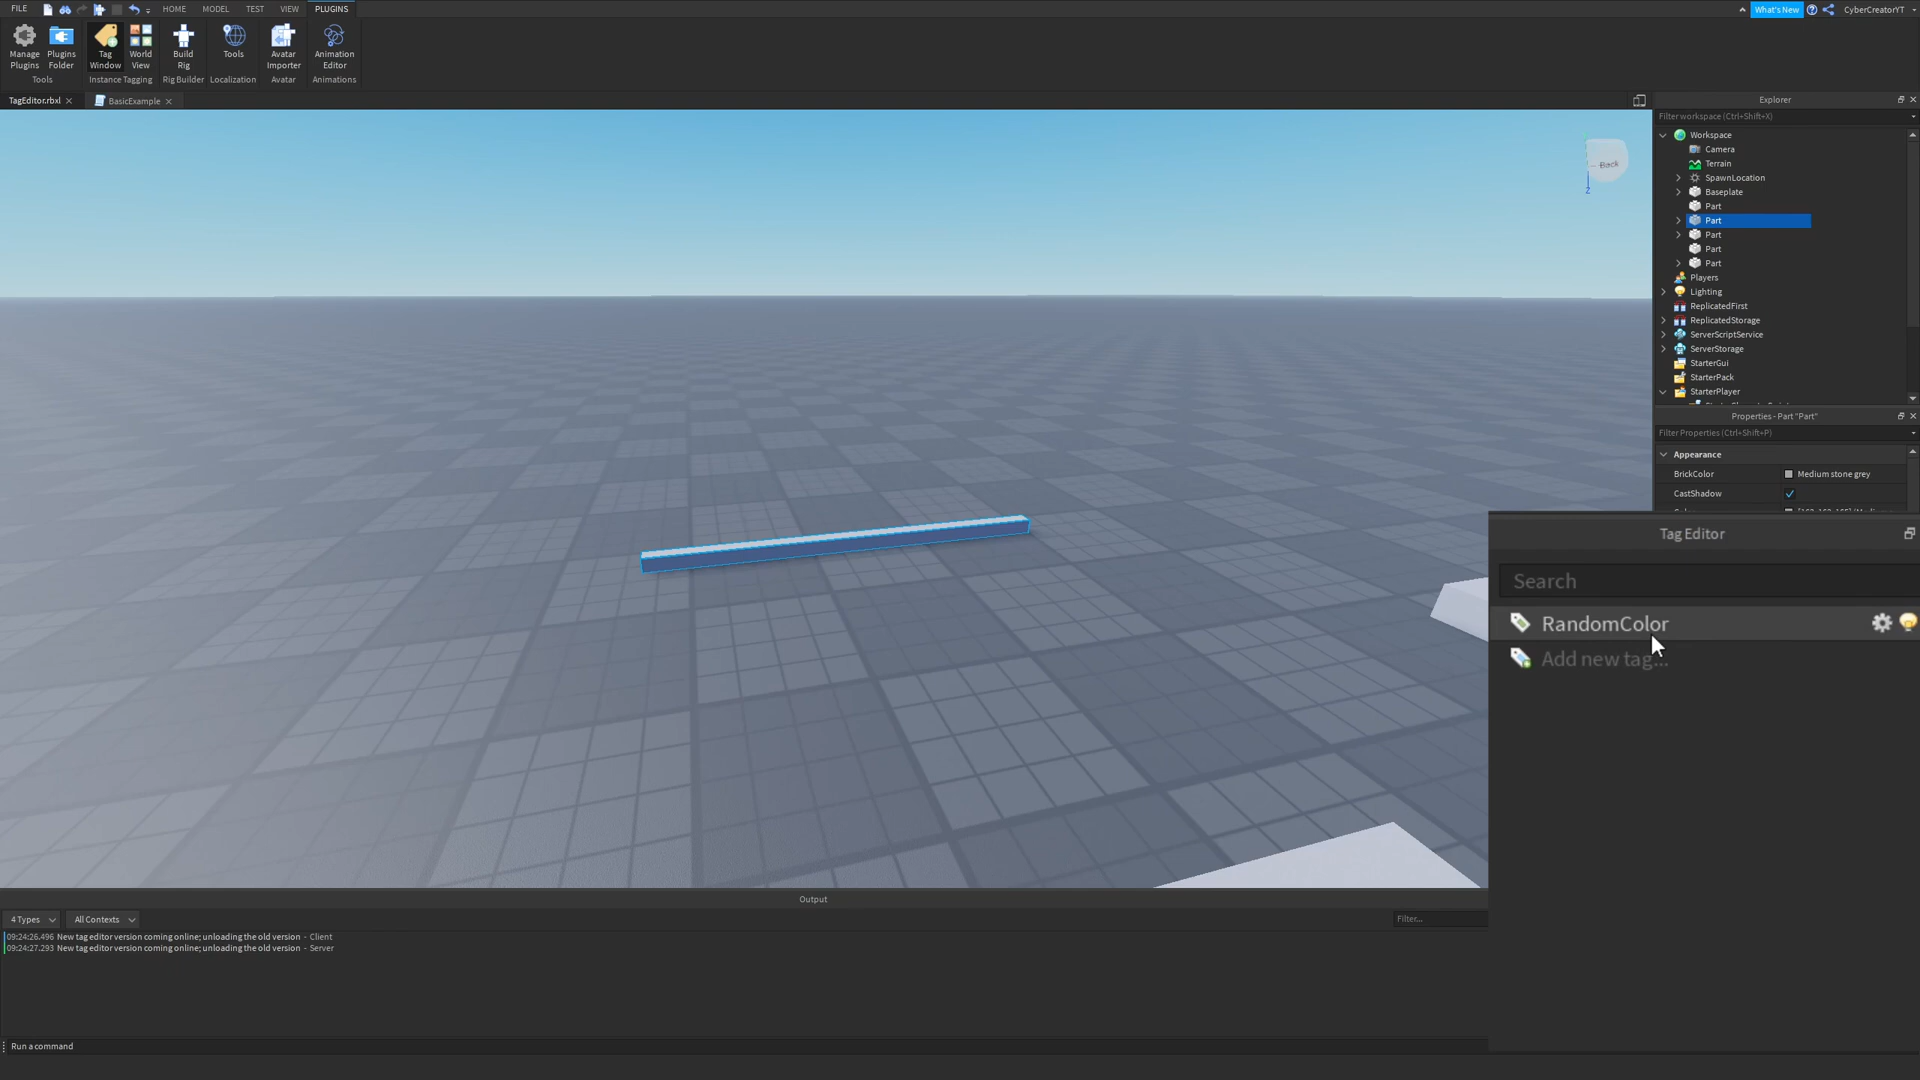 FILE HOME MODEL TEST VIEW PLUGINS What's New CyberCreatorYT
Manage Plugins
Plugins Folder
Tag Window
World View
Build Rig
Tools
Avatar Importer
Animation Editor
Tools Instance Tagging Rig Builder Localization Avatar Animations
TagEditor.rbxl BasicExample
Back
Z
Explorer
Filter workspace (Ctrl+Shift+X)
Workspace
Camera
Terrain
SpawnLocation
Baseplate
Part
Part
Part
Part
Part
Players
Lighting
ReplicatedFirst
ReplicatedStorage
ServerScriptService
ServerStorage
StarterGui
StarterPack
StarterPlayer
Properties - Part "Part"
Filter Properties (Ctrl+Shift+P)
Appearance
BrickColor Medium stone grey
CastShadow
Tag Editor
Search
RandomColor
Add new tag...
Output
4 Types All Contexts Filter...
09:24:26.496 New tag editor version coming online; unloading the old version - Client
09:24:27.293 New tag editor version coming online; unloading the old version - Server
Run a command